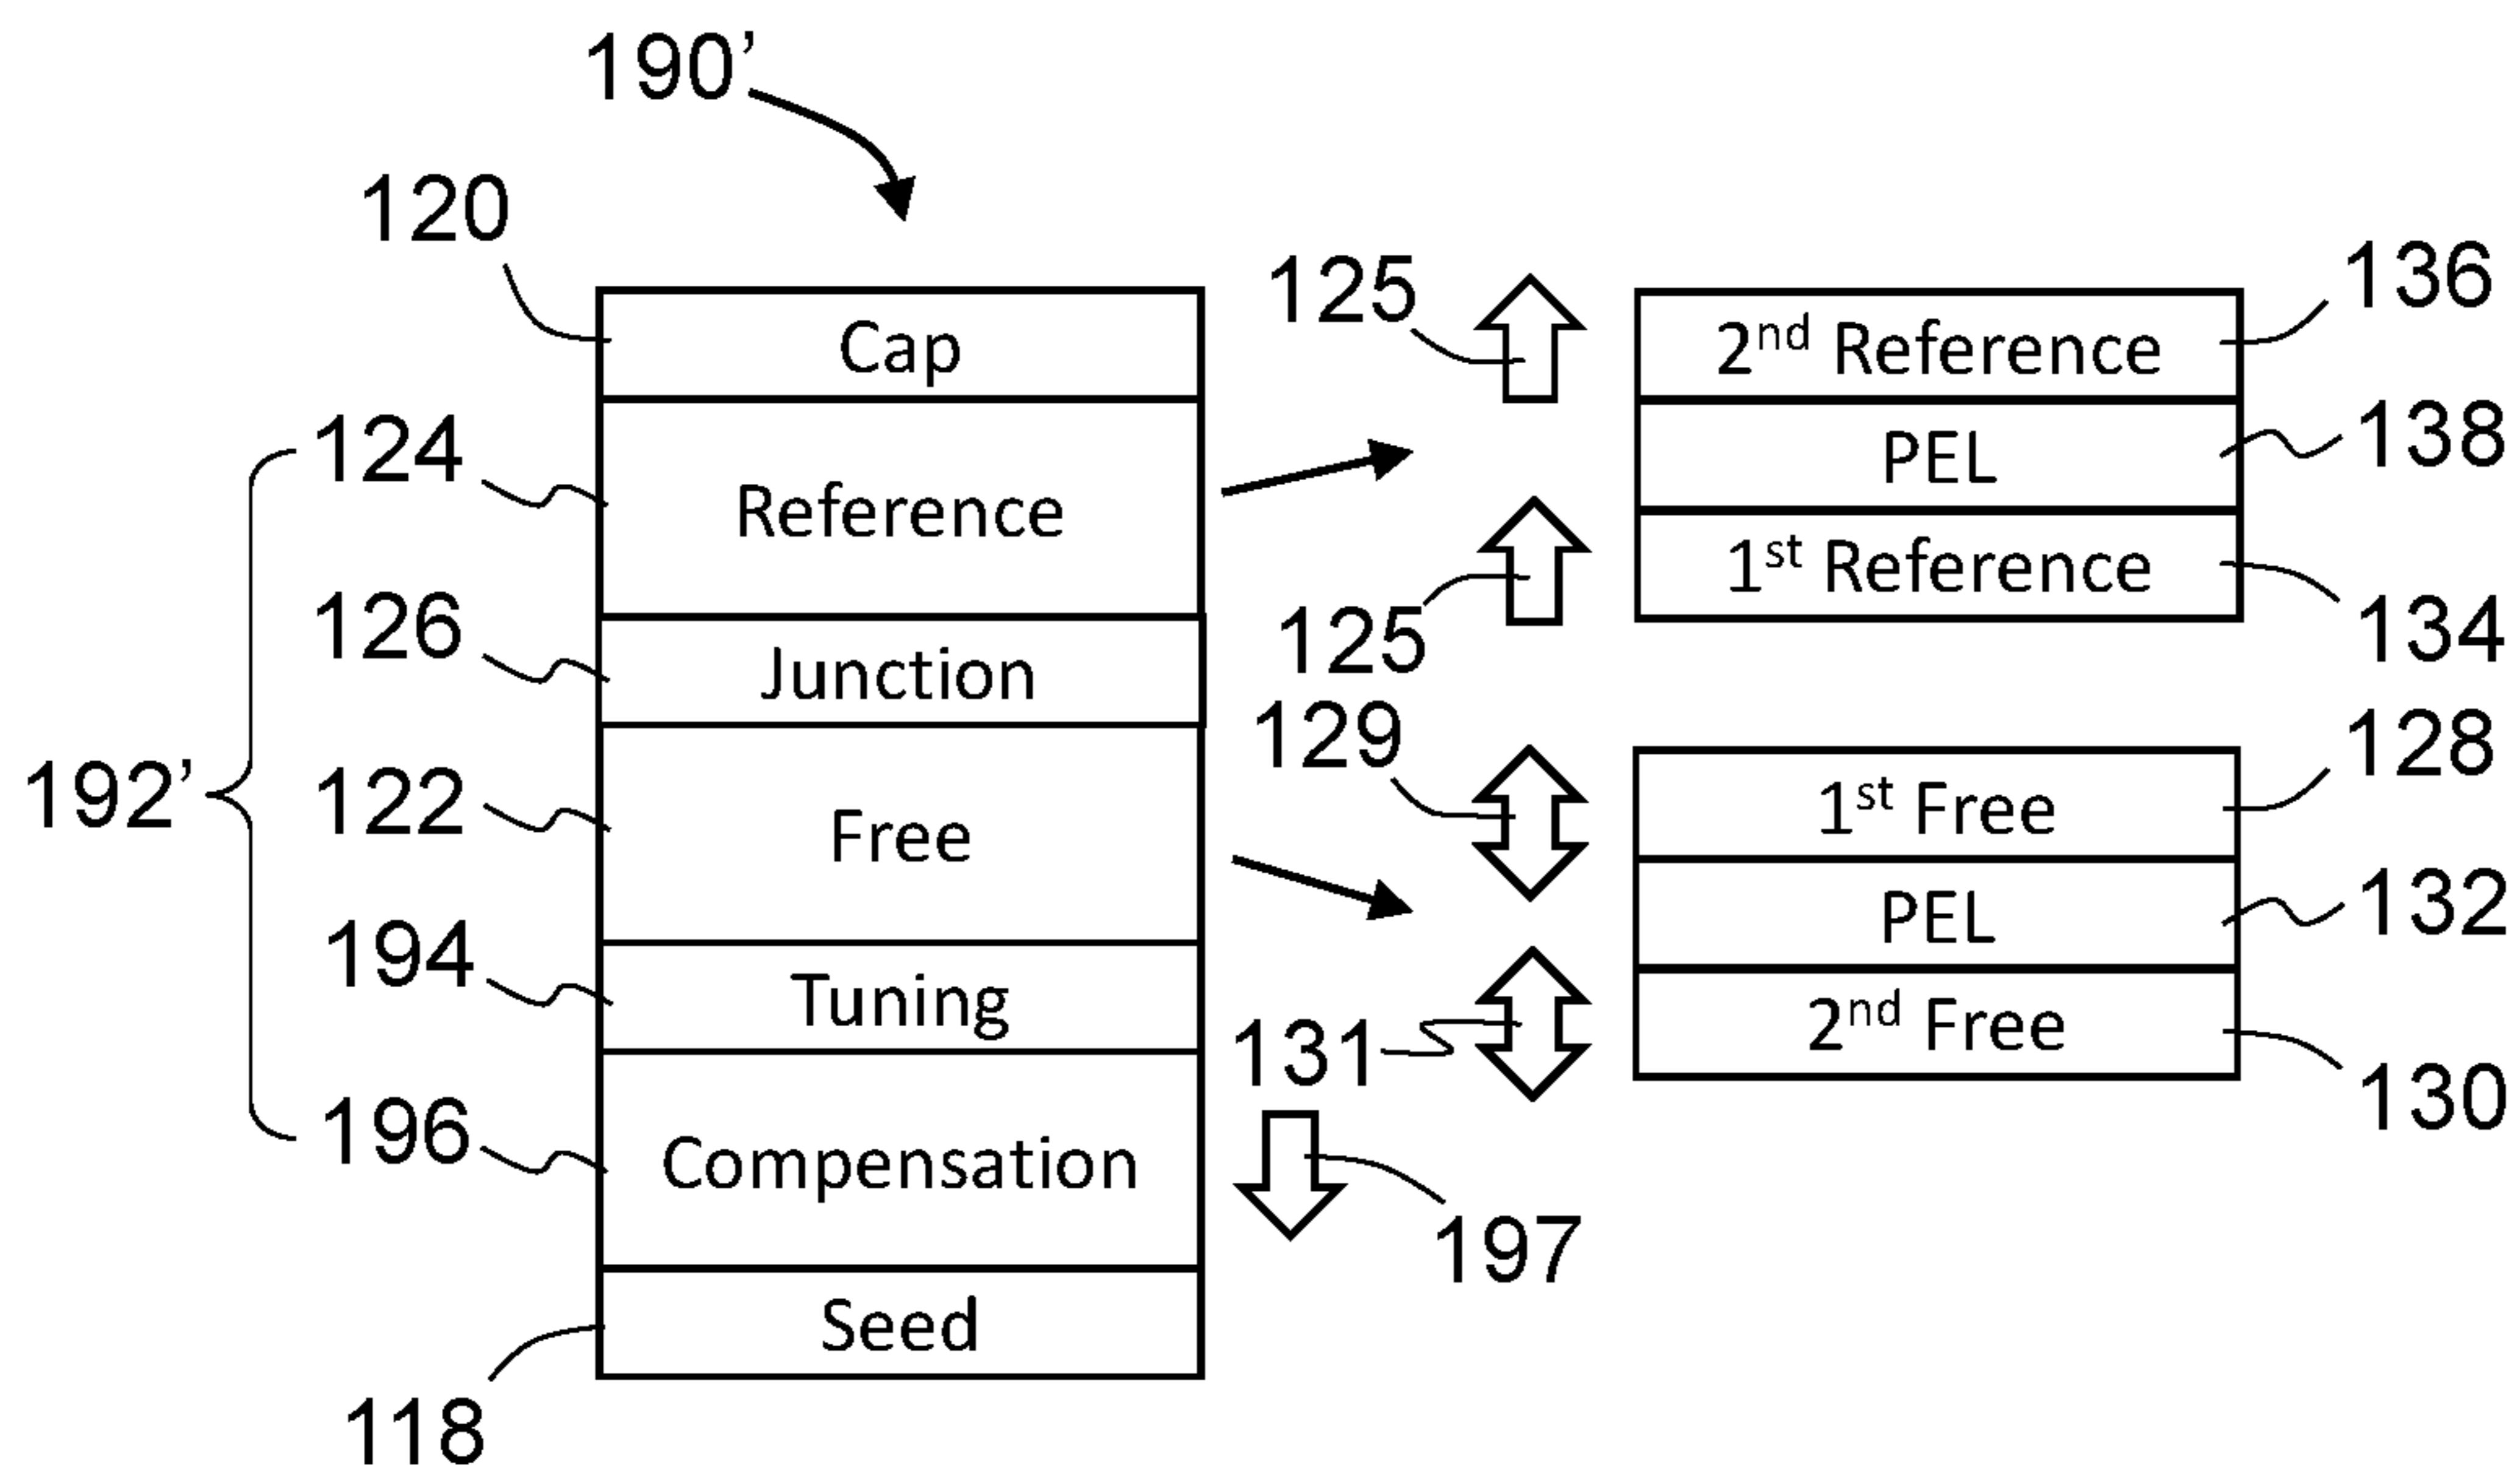 190’
120
Cap
125
2nd Reference
136
124
Reference
PEL
138
125
1st Reference
134
126
Junction
129
1st Free
128
192’
122
Free
PEL
132
194
Tuning
131
2nd Free
130
196
Compensation
197
Seed
118